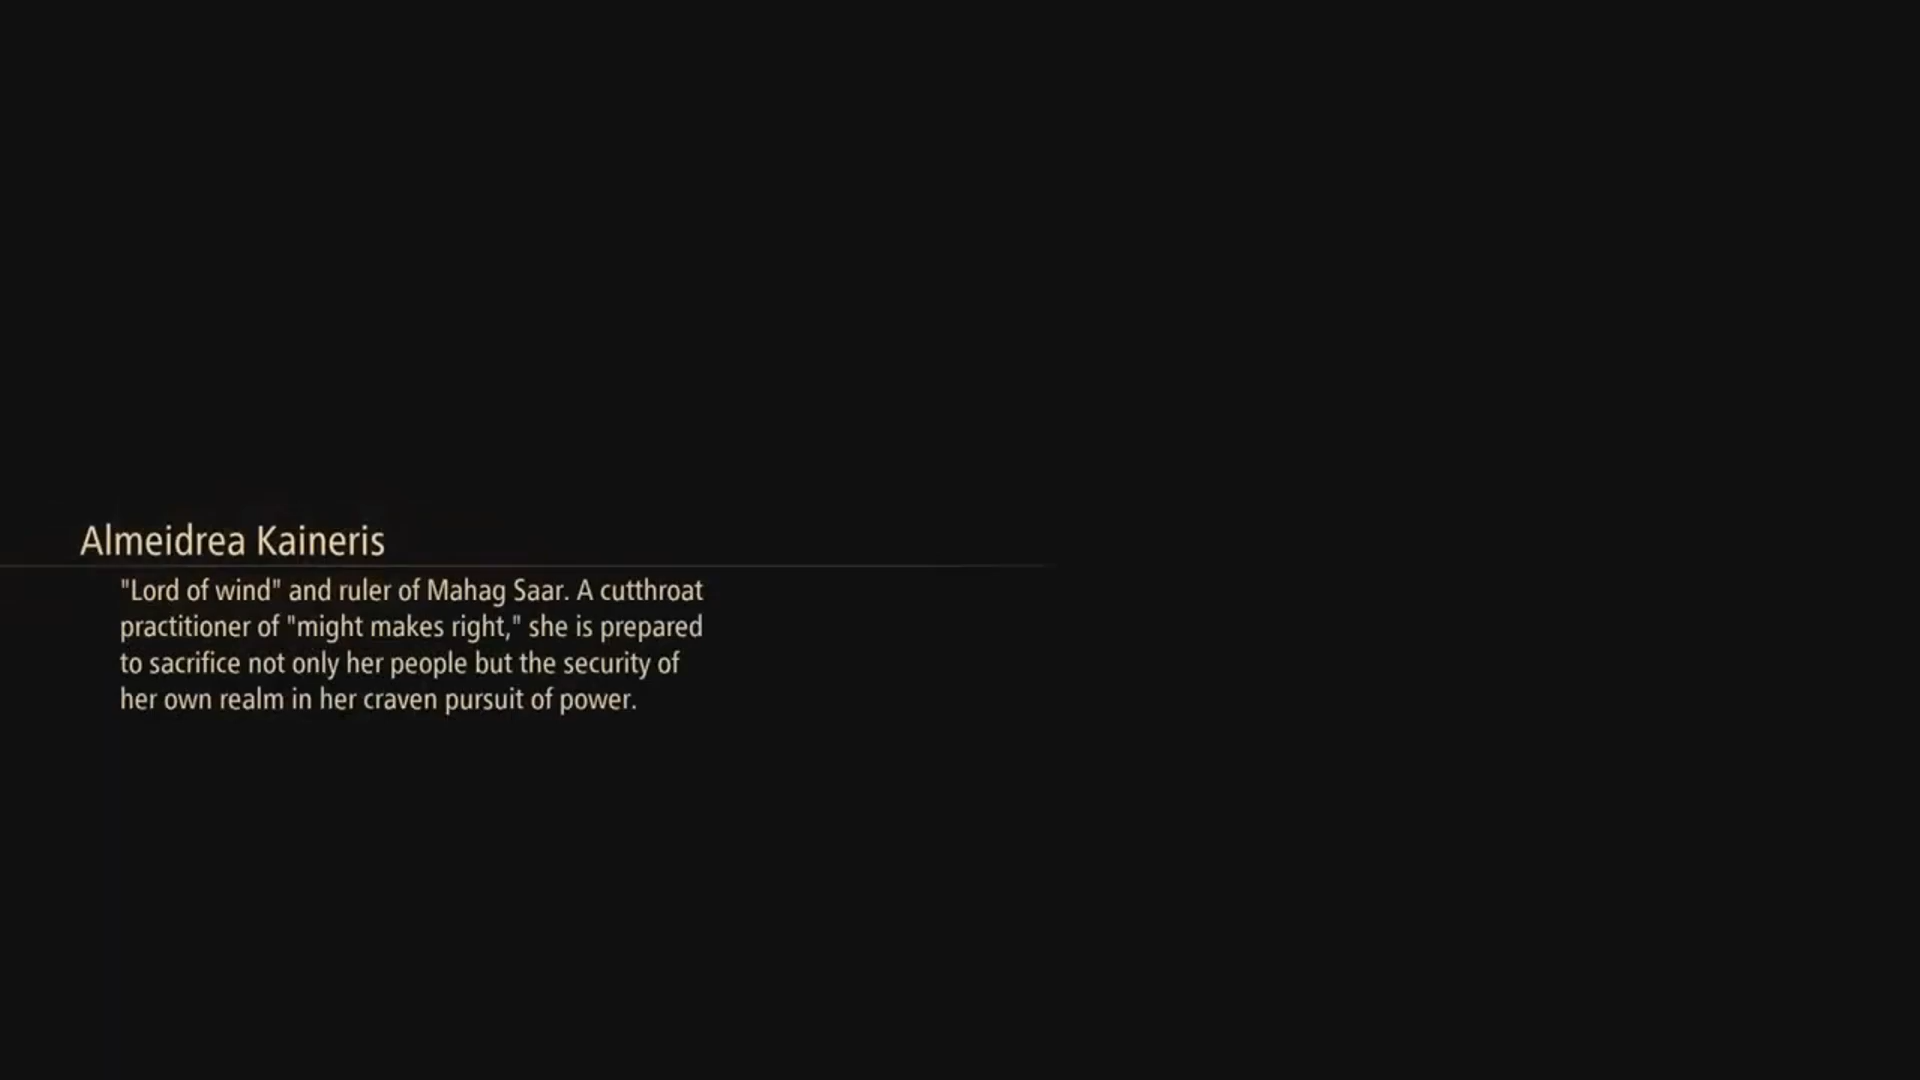 Almeidrea Kaineris
"Lord of wind" and ruler of Mahag Saar. A cutthroat
practitioner of "might makes right," she is prepared
to sacrifice not only her people but the security of
her own realm in her craven pursuit of power.